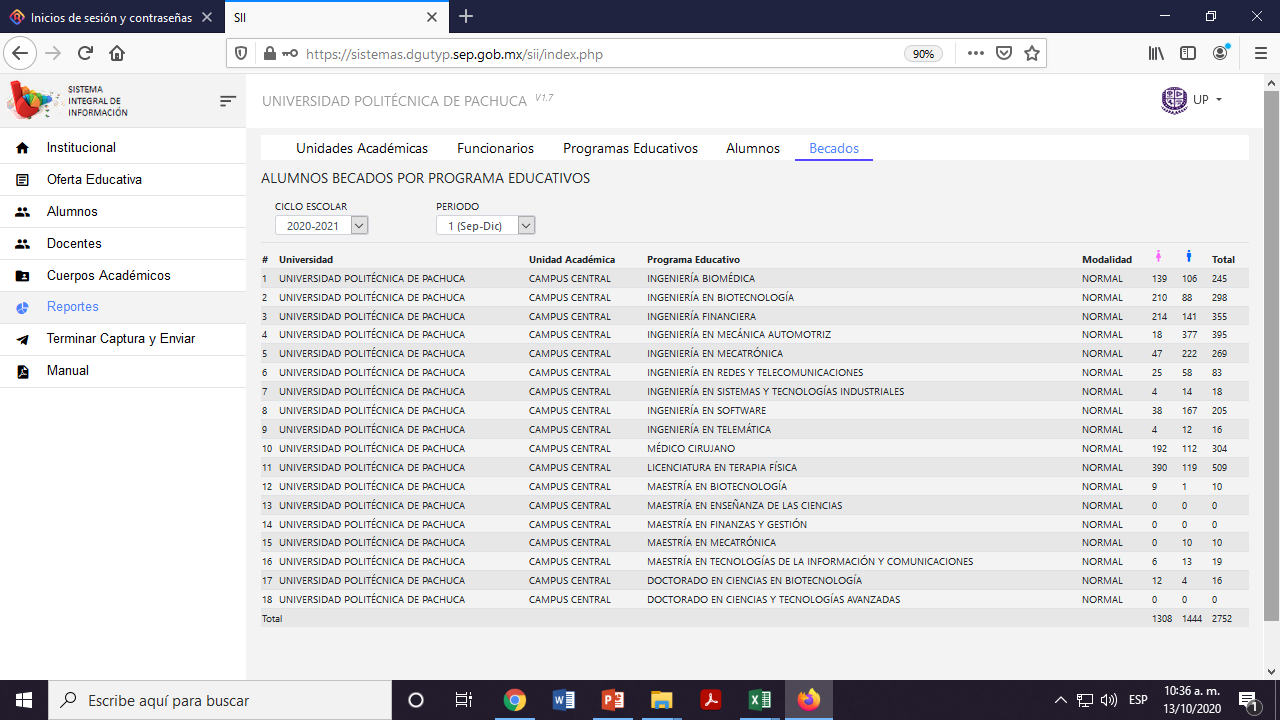 Inicios de sesión y contraseñas
SII
https://sistemas.dgutyp.sep.gob.mx/sii/index.php
90%
SISTEMA
INTEGRAL DE
INFORMACIÓN
UNIVERSIDAD POLITÉCNICA DE PACHUCA V1.7
UP
Institucional
Oferta Educativa
Alumnos
Docentes
Cuerpos Académicos
Reportes
Terminar Captura y Enviar
Manual
Unidades Académicas Funcionarios Programas Educativos Alumnos Becados
ALUMNOS BECADOS POR PROGRAMA EDUCATIVOS
CICLO ESCOLAR PERIODO
2020-2021 1 (Sep-Dic)
# Universidad Unidad Académica Programa Educativo Modalidad Total
1 UNIVERSIDAD POLITÉCNICA DE PACHUCA CAMPUS CENTRAL INGENIERÍA BIOMÉDICA NORMAL 139 106 245
2 UNIVERSIDAD POLITÉCNICA DE PACHUCA CAMPUS CENTRAL INGENIERÍA EN BIOTECNOLOGÍA NORMAL 210 88 298
3 UNIVERSIDAD POLITÉCNICA DE PACHUCA CAMPUS CENTRAL INGENIERÍA FINANCIERA NORMAL 214 141 355
4 UNIVERSIDAD POLITÉCNICA DE PACHUCA CAMPUS CENTRAL INGENIERÍA EN MECÁNICA AUTOMOTRIZ NORMAL 18 377 395
5 UNIVERSIDAD POLITÉCNICA DE PACHUCA CAMPUS CENTRAL INGENIERÍA EN MECATRÓNICA NORMAL 47 222 269
6 UNIVERSIDAD POLITÉCNICA DE PACHUCA CAMPUS CENTRAL INGENIERÍA EN REDES Y TELECOMUNICACIONES NORMAL 25 58 83
7 UNIVERSIDAD POLITÉCNICA DE PACHUCA CAMPUS CENTRAL INGENIERÍA EN SISTEMAS Y TECNOLOGÍAS INDUSTRIALES NORMAL 4 14 18
8 UNIVERSIDAD POLITÉCNICA DE PACHUCA CAMPUS CENTRAL INGENIERÍA EN SOFTWARE NORMAL 38 167 205
9 UNIVERSIDAD POLITÉCNICA DE PACHUCA CAMPUS CENTRAL INGENIERÍA EN TELEMÁTICA NORMAL 4 12 16
10 UNIVERSIDAD POLITÉCNICA DE PACHUCA CAMPUS CENTRAL MÉDICO CIRUJANO NORMAL 192 112 304
11 UNIVERSIDAD POLITÉCNICA DE PACHUCA CAMPUS CENTRAL LICENCIATURA EN TERAPIA FÍSICA NORMAL 390 119 509
12 UNIVERSIDAD POLITÉCNICA DE PACHUCA CAMPUS CENTRAL MAESTRÍA EN BIOTECNOLOGÍA NORMAL 9 1 10
13 UNIVERSIDAD POLITÉCNICA DE PACHUCA CAMPUS CENTRAL MAESTRÍA EN ENSEÑANZA DE LAS CIENCIAS NORMAL 0 0 0
14 UNIVERSIDAD POLITÉCNICA DE PACHUCA CAMPUS CENTRAL MAESTRÍA EN FINANZAS Y GESTIÓN NORMAL 0 0 0
15 UNIVERSIDAD POLITÉCNICA DE PACHUCA CAMPUS CENTRAL MAESTRÍA EN MECATRÓNICA NORMAL 0 10 10
16 UNIVERSIDAD POLITÉCNICA DE PACHUCA CAMPUS CENTRAL MAESTRÍA EN TECNOLOGÍAS DE LA INFORMACIÓN Y COMUNICACIONES NORMAL 6 13 19
17 UNIVERSIDAD POLITÉCNICA DE PACHUCA CAMPUS CENTRAL DOCTORADO EN CIENCIAS EN BIOTECNOLOGÍA NORMAL 12 4 16
18 UNIVERSIDAD POLITÉCNICA DE PACHUCA CAMPUS CENTRAL DOCTORADO EN CIENCIAS Y TECNOLOGÍAS AVANZADAS NORMAL 0 0 0
Total 1308 1444 2752
Escribe aquí para buscar
ESP
10:36 a. m.
13/10/2020
1